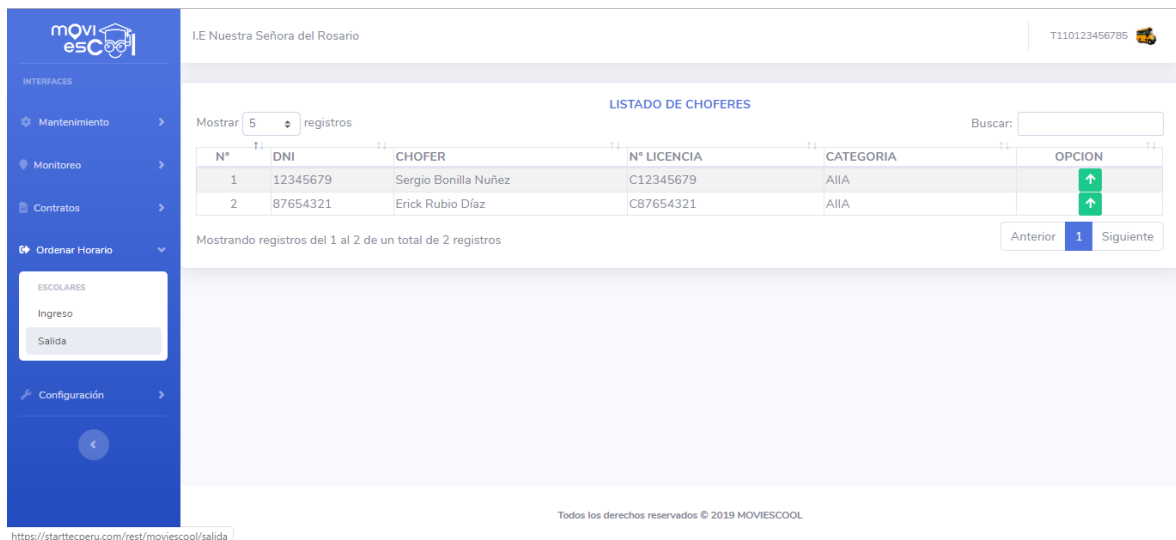 mOVI
esCOOl
I.E Nuestra Señora del Rosario
T110123456785
INTERFACES
Mantenimiento
Monitoreo
Contratos
Ordenar Horario
ESCOLARES
Ingreso
Salida
Configuración
LISTADO DE CHOFERES
Mostrar 5 registros
Buscar:
N° DNI CHOFER N° LICENCIA CATEGORIA OPCION
1 12345679 Sergio Bonilla Nuñez C12345679 AIIA
2 87654321 Erick Rubio Díaz C87654321 AIIA
Mostrando registros del 1 al 2 de un total de 2 registros
Anterior 1 Siguiente
Todos los derechos reservados © 2019 MOVIESCOOL
https://starttecperu.com/rest/moviescool/salida